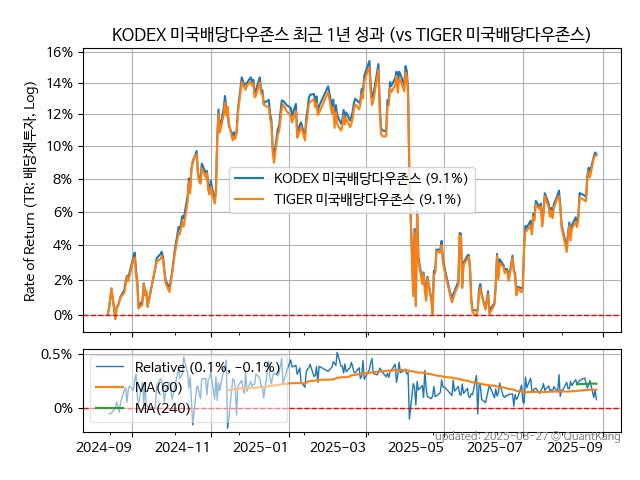 KODEX 미국배당다우존스 최근 1년 성과 (vs TIGER 미국배당다우존스)
Rate of Return (TR: 배당재투자, Log)
16%
14%
12%
10%
8%
6%
4%
2%
0%
KODEX 미국배당다우존스 (9.1%)
TIGER 미국배당다우존스 (9.1%)
0.5%
0%
Relative (0.1%, -0.1%)
MA(60)
MA(240)
2024-09
2024-11
2025-01
2025-03
2025-05
2025-07
2025-09
updated: 2025-08-27 © QuantKang